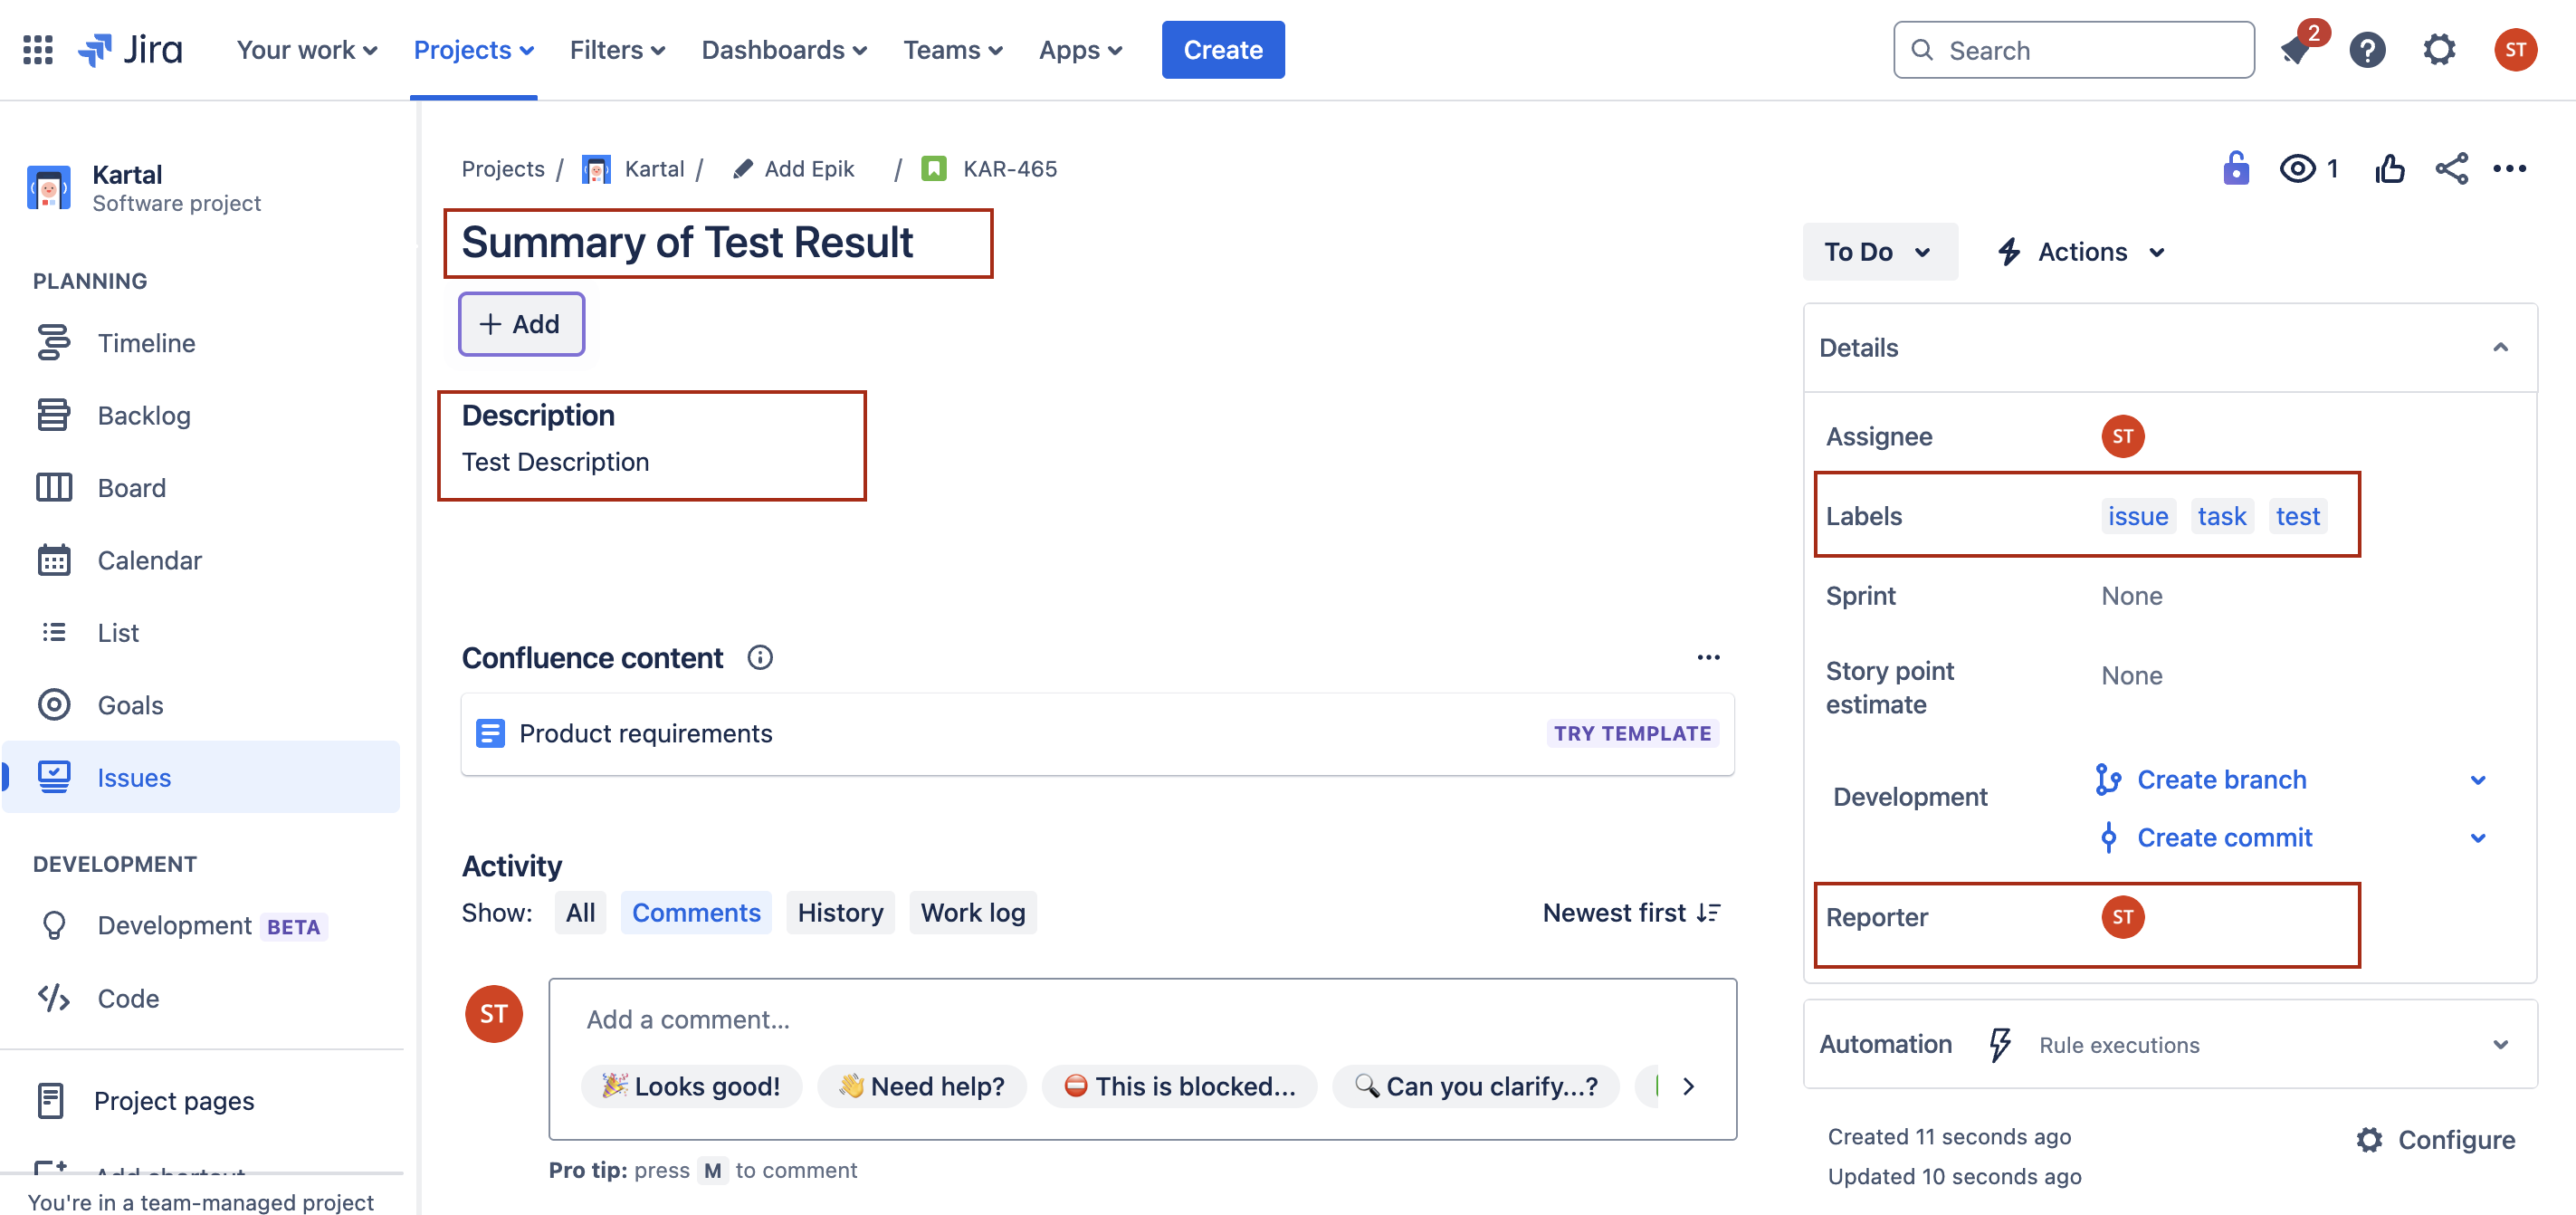 Jira
Your work
Projects
Filters
Dashboards
Teams
Apps
Create
Search
2
ST
Kartal
Software project
PLANNING
Timeline
Backlog
Board
Calendar
List
Goals
Issues
DEVELOPMENT
Development BETA
Code
Project pages
Add shortcut
You're in a team-managed project
Projects / Kartal / Add Epik / KAR-465
1
Summary of Test Result
+ Add
Description
Test Description
Confluence content
Product requirements TRY TEMPLATE
Activity
Show: All Comments History Work log Newest first
ST
Add a comment...
Looks good! Need help? This is blocked... Can you clarify...?
Pro tip: press M to comment
To Do Actions
Details
Assignee ST
Labels issue task test
Sprint None
Story point
estimate
None
Development
Create branch
Create commit
Reporter ST
Automation Rule executions
Created 11 seconds ago
Updated 10 seconds ago
Configure